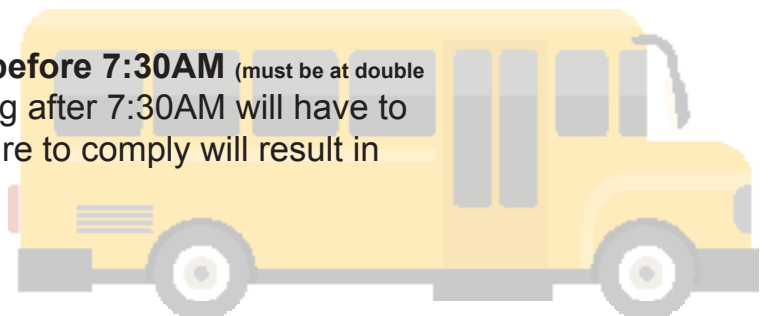 before 7:30AM (must be at double
g after 7:30AM will have to
re to comply will result in